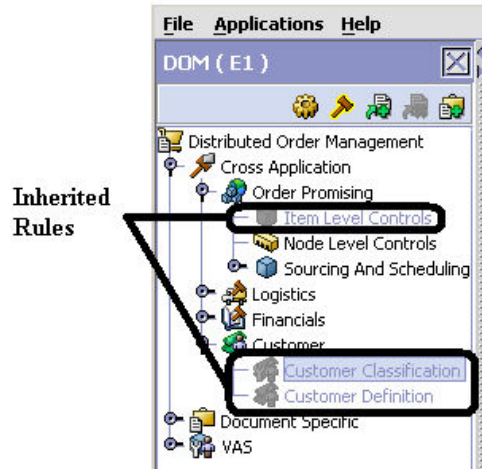 File Applications Help
DOM ( E1 )
Distributed Order Management
Cross Application
Order Promising
Inherited
Rules
Item Level Controls
Node Level Controls
Sourcing And Scheduling
Logistics
Financials
Customer
Customer Classification
Customer Definition
Document Specific
VAS